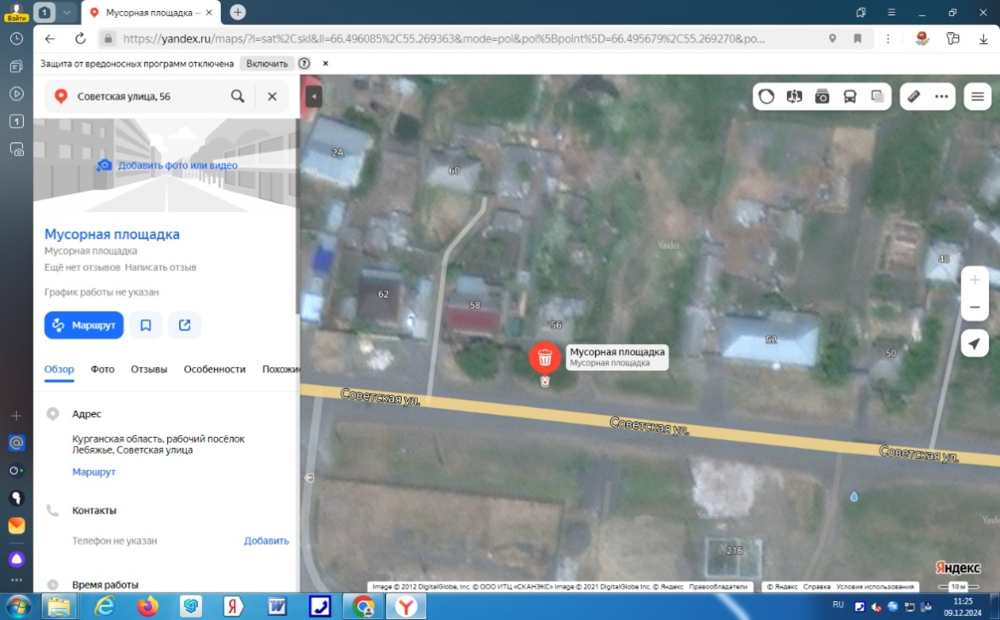 Войти
1
Мусорная площадка —
https://yandex.ru/maps/?l=sat%2Cskl&ll=66.496085%2C55.269363&mode=poi&poi%5Bpoint%5D=66.495679%2C55.269270&po...
Защита от вредоносных программ отключена Включить ?
1
Советская улица, 56
Добавить фото или видео
Мусорная площадка
Мусорная площадка
Ещё нет отзывов Написать отзыв
График работы не указан
Маршрут
Обзор Фото Отзывы Особенности Похожи
Адрес
Курганская область, рабочий посёлок
Лебяжье, Советская улица
Маршрут
Контакты
Телефон не указан Добавить
Время работы
2А
60
Yandex
48
62
58
56
52
50
Мусорная площадка
Мусорная площадка
Советская ул.
Советская ул.
Советская ул.
Yandex
21Б
Яндекс
Image © 2012 DigitalGlobe, Inc. © ООО ИТЦ «СКАНЭКС» Image © 2021 DigitalGlobe Inc. © Яндекс Правообладатели
© Яндекс Справка Условия использования
10 м
RU
11:25
09.12.2024